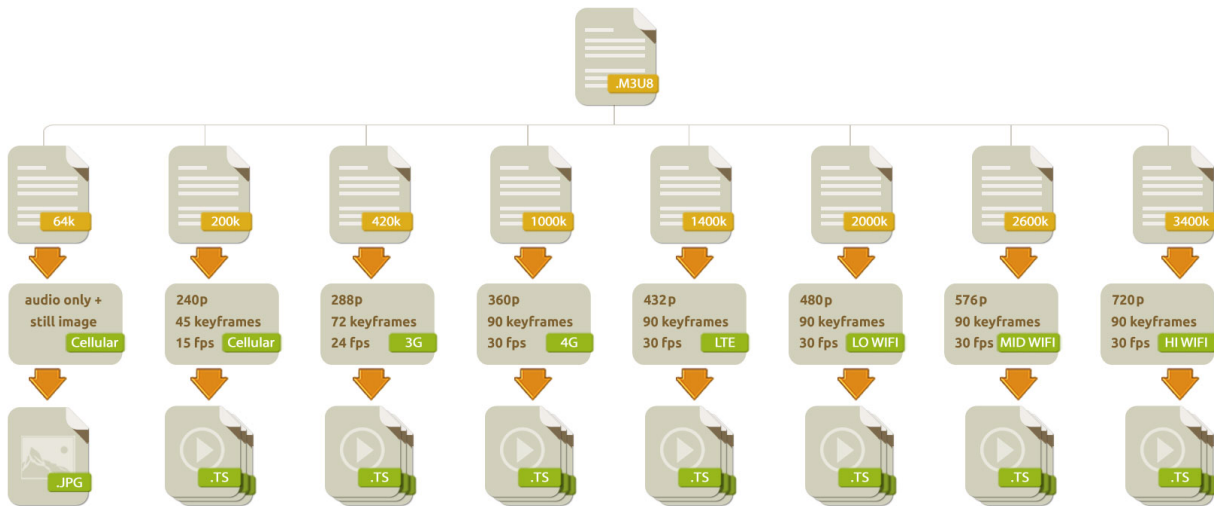 .M3U8
64k
200k
420k
1000k
1400k
2000k
2600k
3400k
audio only +
still image
Cellular
240p
45 keyframes
15 fps Cellular
288p
72 keyframes
24 fps 3G
360p
90 keyframes
30 fps 4G
432p
90 keyframes
30 fps LTE
480p
90 keyframes
30 fps LO WIFI
576p
90 keyframes
30 fps MID WIFI
720p
90 keyframes
30 fps HI WIFI
.JPG
.TS
.TS
.TS
.TS
.TS
.TS
.TS